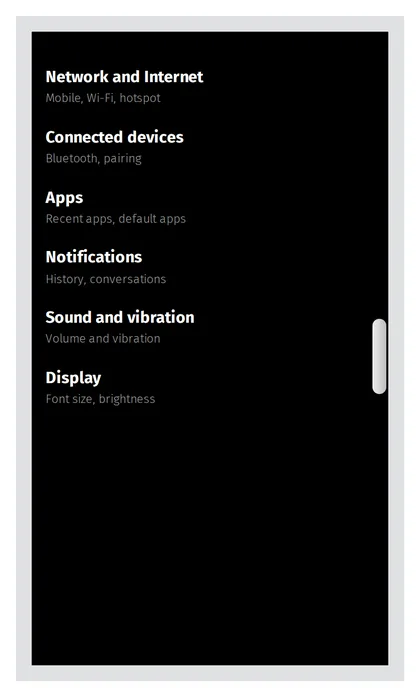 Network and Internet
Mobile, Wi-Fi, hotspot
Connected devices
Bluetooth, pairing
Apps
Recent apps, default apps
Notifications
History, conversations
Sound and vibration
Volume and vibration
Display
Font size, brightness